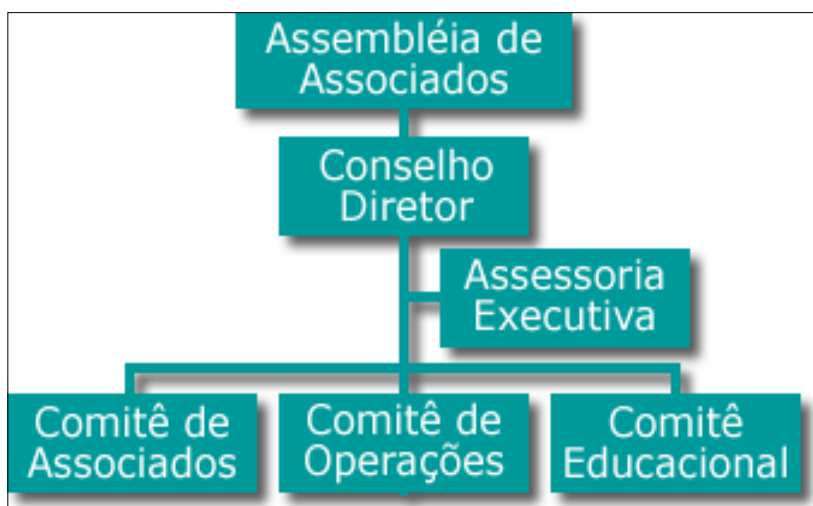 Assembléia de
Associados
Conselho
Diretor
Assessoria
Executiva
Comitê de
Associados
Comitê de
Operações
Comitê
Educacional